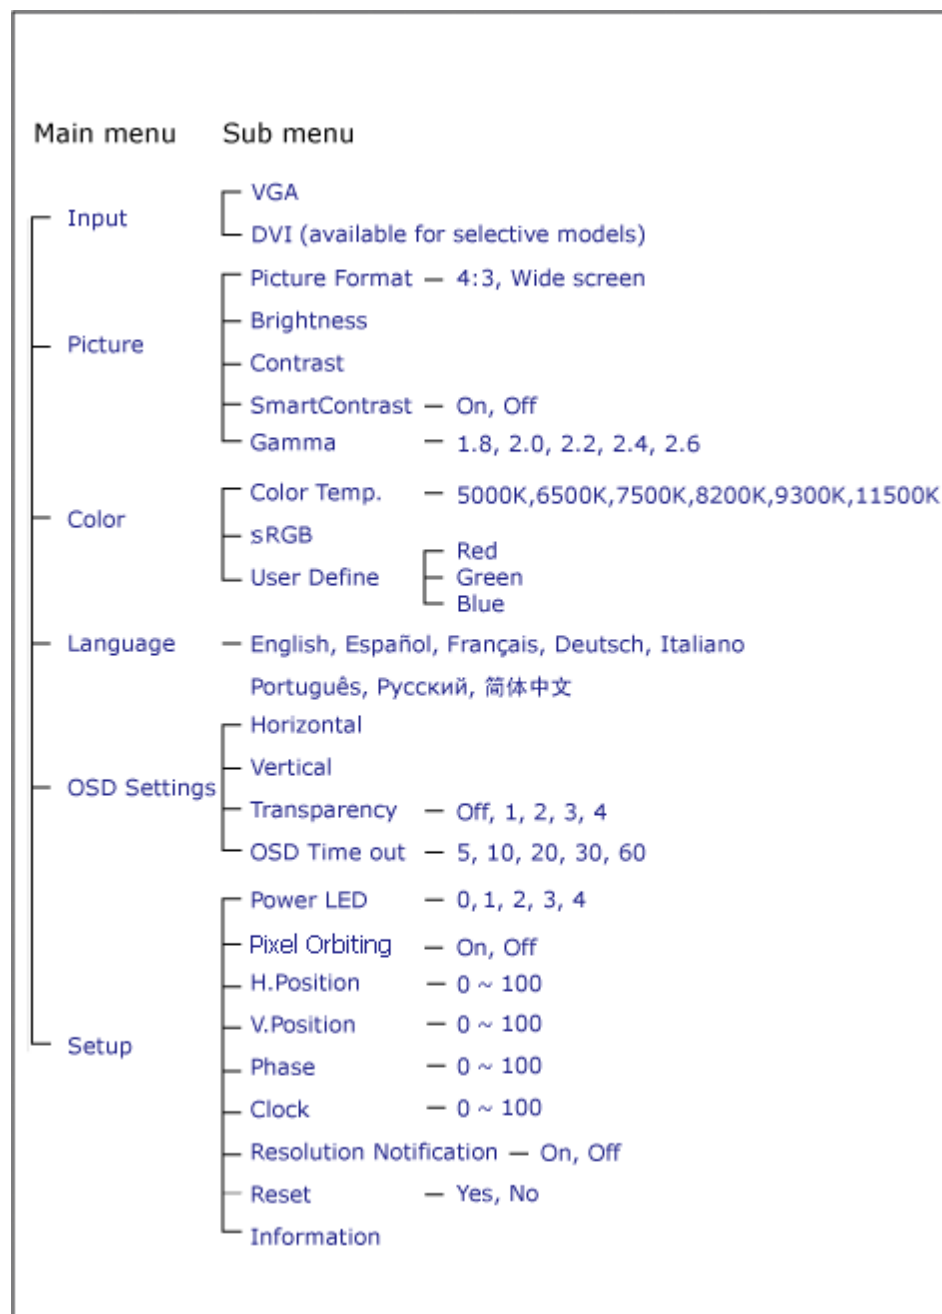 Main menu Sub menu
VGA
Input
DVI (available for selective models)
Picture Format — 4:3, Wide screen
Brightness
Picture
Contrast
SmartContrast — On, Off
Gamma — 1.8, 2.0, 2.2, 2.4, 2.6
Color Temp. — 5000K,6500K,7500K,8200K,9300K,11500K
Color
sRGB
Red
User Define Green
Blue
Language — English, Español, Français, Deutsch, Italiano
Português, Русский, 简体中文
Horizontal
Vertical
OSD Settings
Transparency — Off, 1, 2, 3, 4
OSD Time out — 5, 10, 20, 30, 60
Power LED — 0, 1, 2, 3, 4
Pixel Orbiting — On, Off
H.Position — 0 ~ 100
V.Position — 0 ~ 100
Setup
Phase — 0 ~ 100
Clock — 0 ~ 100
Resolution Notification — On, Off
Reset — Yes, No
Information